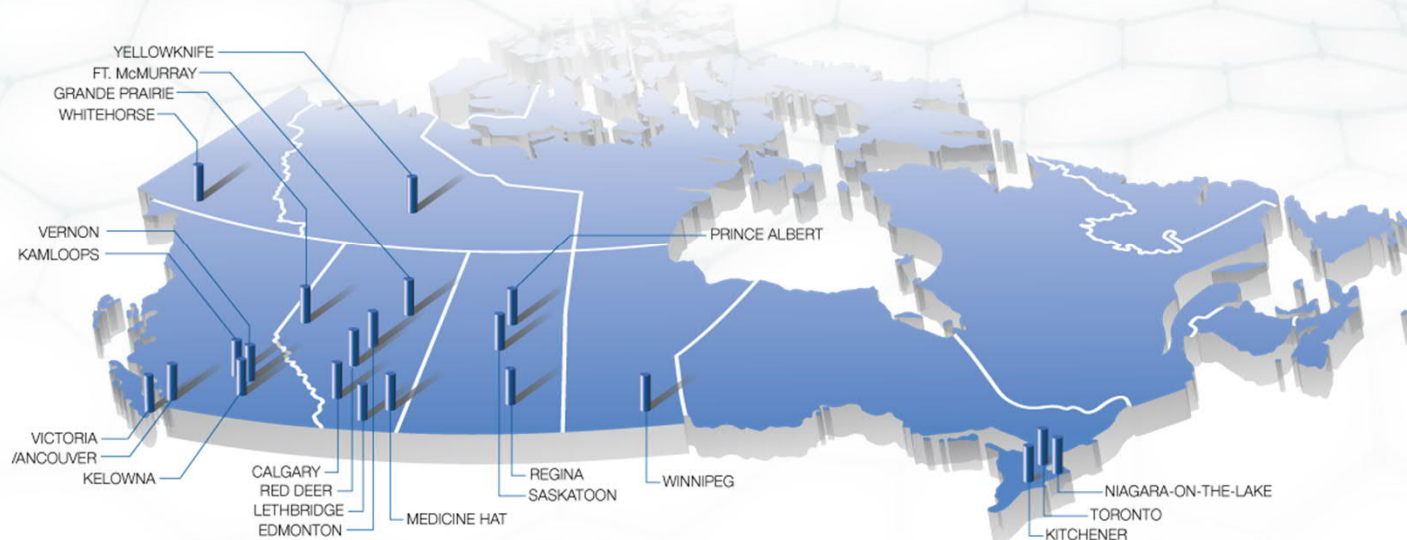 YELLOWKNIFE
FT. McMURRAY
GRANDE PRAIRIE
WHITEHORSE
VERNON
KAMLOOPS
PRINCE ALBERT
VICTORIA
/ANCOUVER
KELOWNA
CALGARY
RED DEER
LETHBRIDGE
EDMONTON
MEDICINE HAT
REGINA
SASKATOON
WINNIPEG
NIAGARA-ON-THE-LAKE
TORONTO
KITCHENER